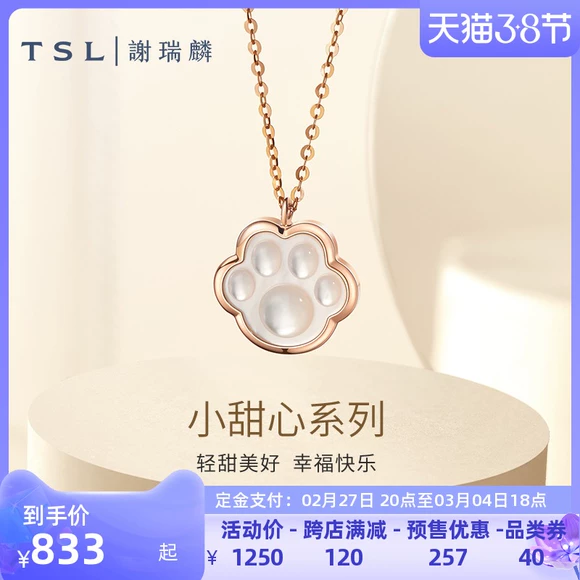 TSL 謝瑞麟
天猫38节
小甜心系列
轻甜美好 幸福快乐
定金支付：02月27日 20点至03月04日18点
到手价
¥833 起
活动价 - 跨店满减 - 预售优惠 -品类券
¥ 1250 120 257 40